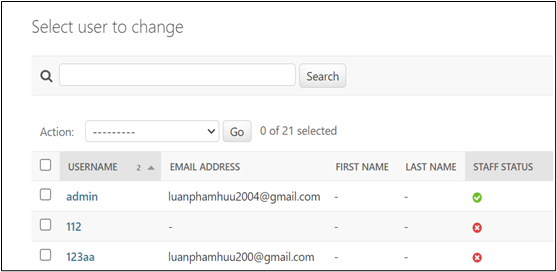 Select user to change
Search
Action: --------- Go 0 of 21 selected
USERNAME 2 EMAIL ADDRESS FIRST NAME LAST NAME STAFF STATUS
admin luanphamhuu2004@gmail.com - -
112 - - -
123aa luanphamhuu200@gmail.com - -